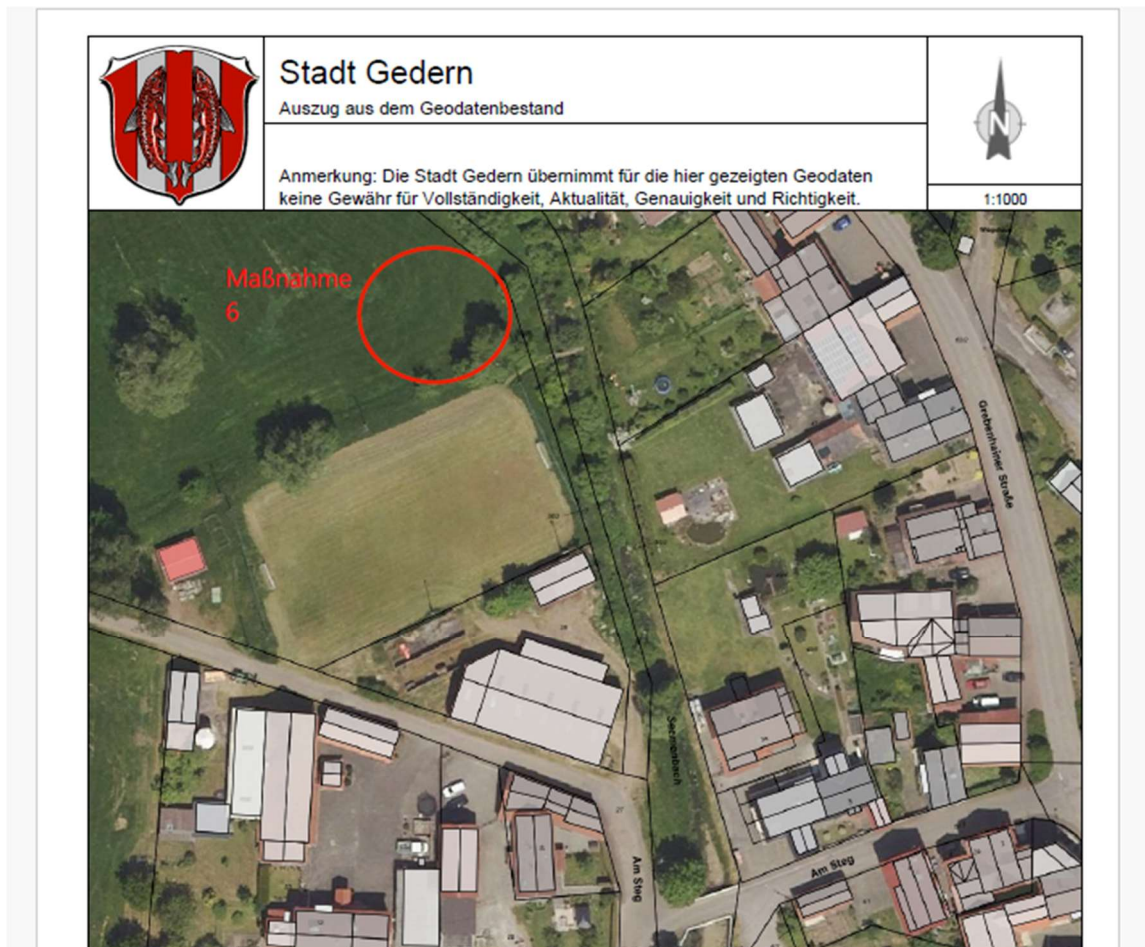 Stadt Gedern
Auszug aus dem Geodatenbestand
Anmerkung: Die Stadt Gedern übernimmt für die hier gezeigten Geodaten
keine Gewähr für Vollständigkeit, Aktualität, Genauigkeit und Richtigkeit.
N
1:1000
Maßnahme
6
Grebenhainer Straße
Seemenbach
Am Steg
Am Steg